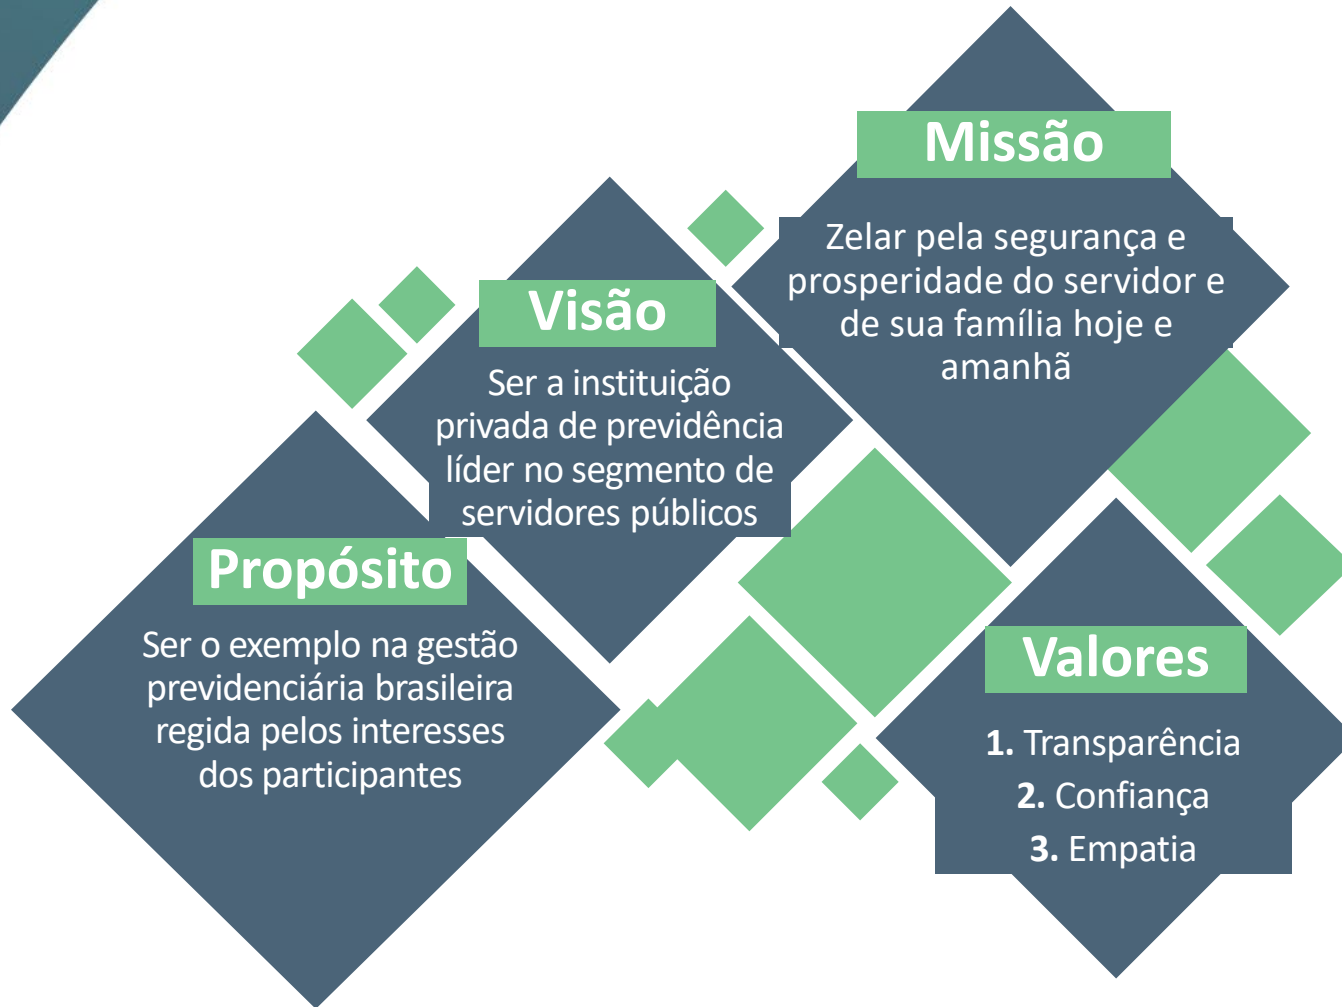 Missão
Zelar pela segurança e
prosperidade do servidor e
de sua família hoje e
amanhã
Visão
Ser a instituição
privada de previdência
líder no segmento de
servidores públicos
Propósito
Ser o exemplo na gestão
previdenciária brasileira
regida pelos interesses
dos participantes
Valores
1. Transparência
2. Confiança
3. Empatia